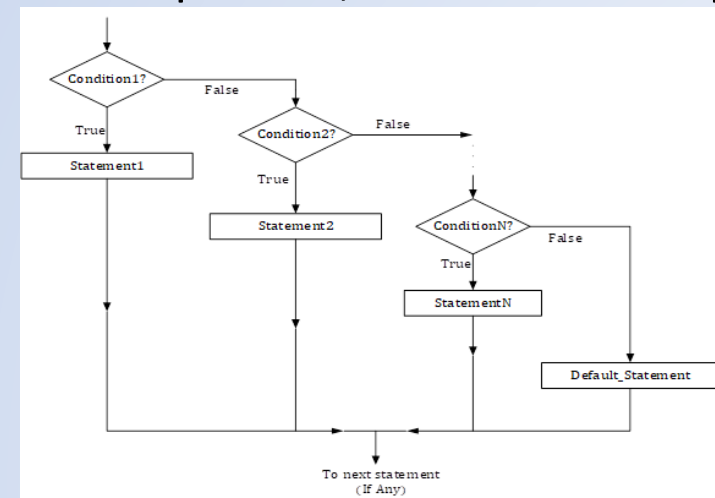 Condition1?
False
True
Statement1
Condition2?
False
True
Statement2
ConditionN?
False
True
StatementN
Default_Statement
To next statement
(If Any)